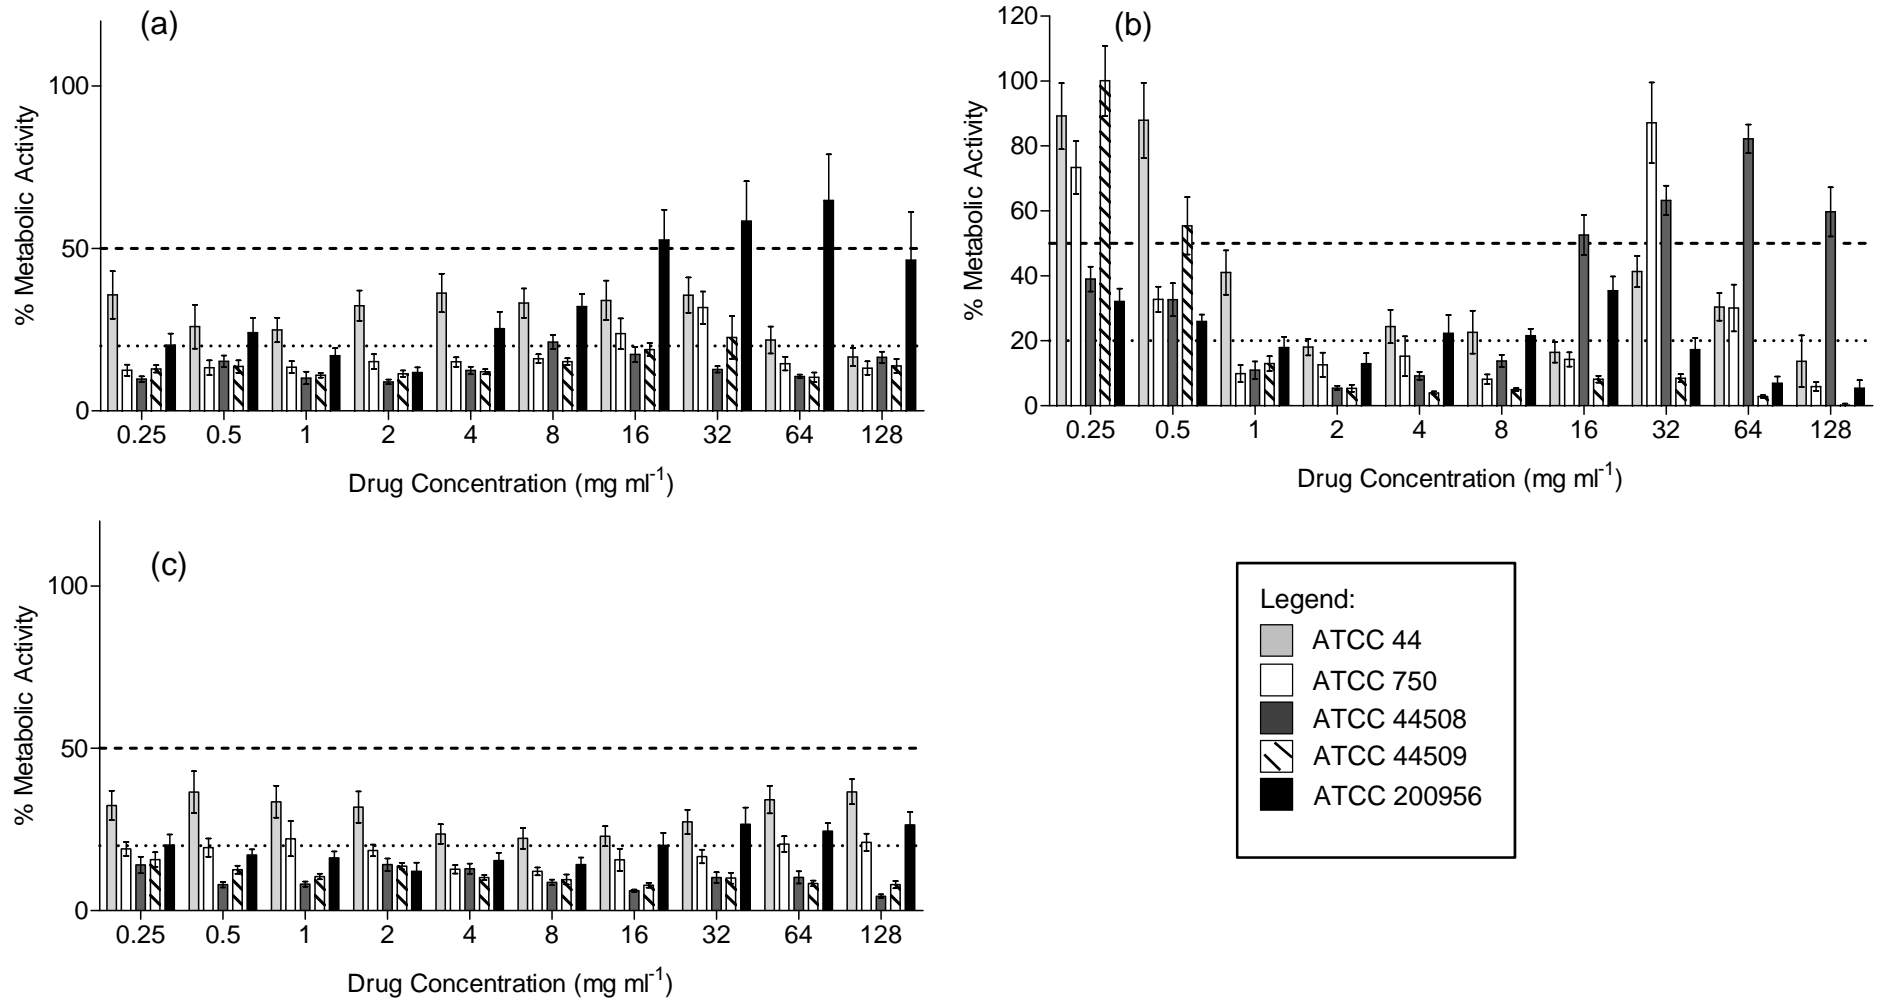 (a)
% Metabolic Activity
100
50
0
0.25 0.5 1 2 4 8 16 32 64 128
Drug Concentration (mg ml-1)
(b)
% Metabolic Activity
120
100
80
60
40
20
0
0.25 0.5 1 2 4 8 16 32 64 128
Drug Concentration (mg ml-1)
(c)
% Metabolic Activity
100
50
0
0.25 0.5 1 2 4 8 16 32 64 128
Drug Concentration (mg ml-1)
Legend:
ATCC 44
ATCC 750
ATCC 44508
ATCC 44509
ATCC 200956